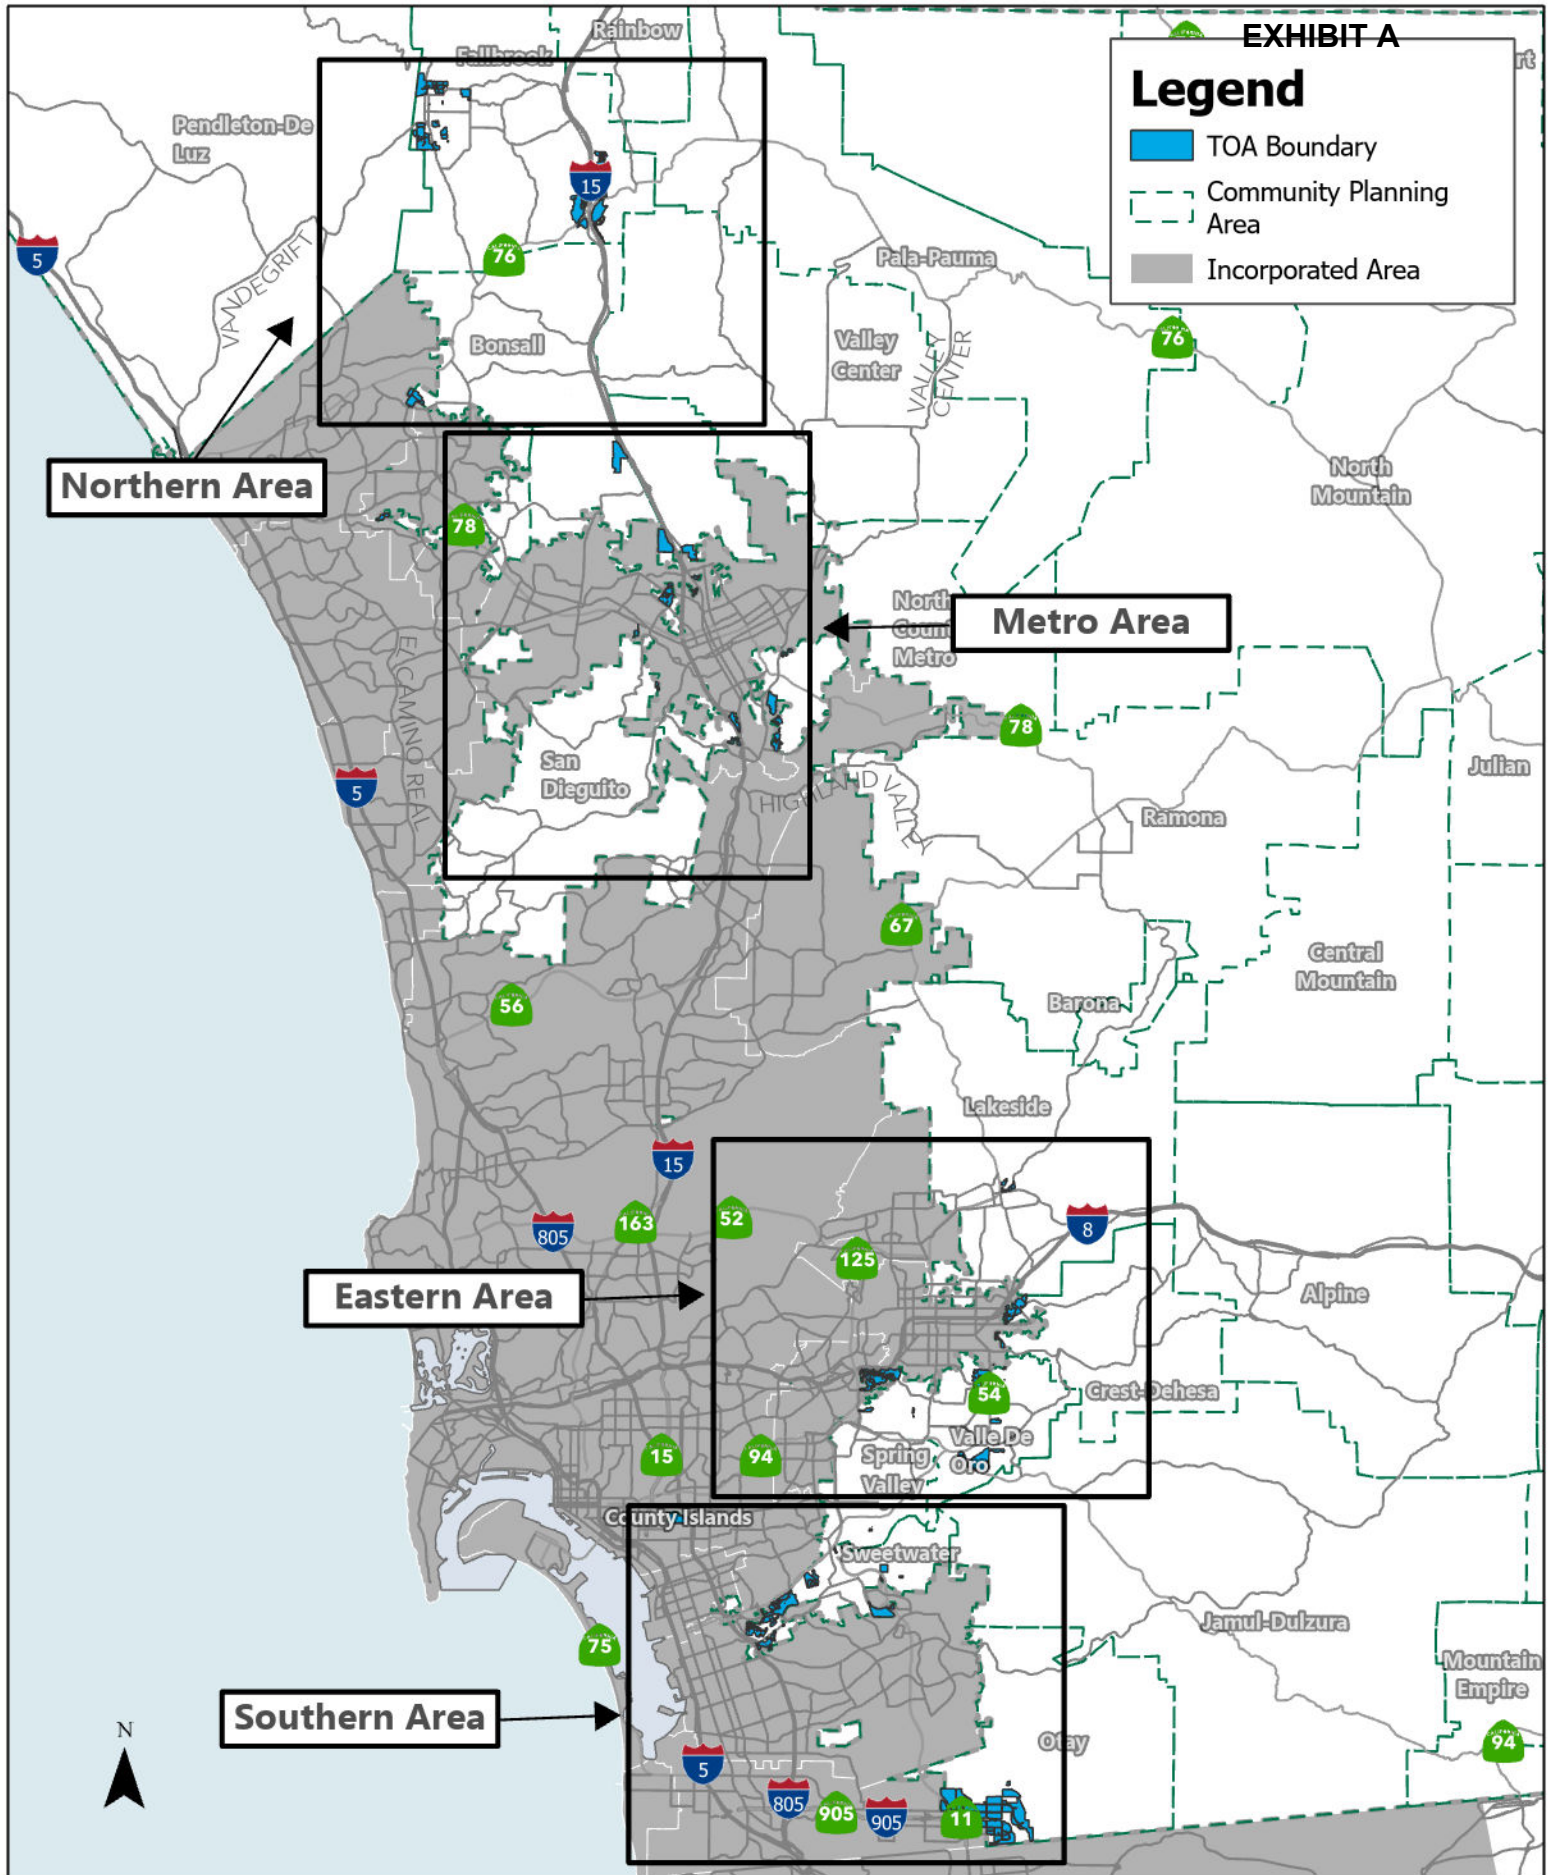 EXHIBIT A
Legend
TOA Boundary
Community Planning
Area
Incorporated Area
Rainbow
Fallbrook
rt
Pendleton-De
Luz
15
5
76
VANDEGRIFT
Pala-Pauma
76
Bonsall
Valley
Center
VALLEY
CENTER
Northern Area
North
Mountain
78
North
Coun
Metro
Metro Area
EL CAMINO REAL
78
San
Dieguito
Julian
5
HIGHLAND VALLEY
Ramona
67
Central
Mountain
56
Barona
Lakeside
15
163
52
805
8
125
Eastern Area
Alpine
54
Crest-Dehesa
15
94
Valle De
Oro
Spring
Valley
County Islands
Sweetwater
75
Jamul-Dulzura
Mountain
Empire
Southern Area
N
Otay
94
5
805
905
905
11